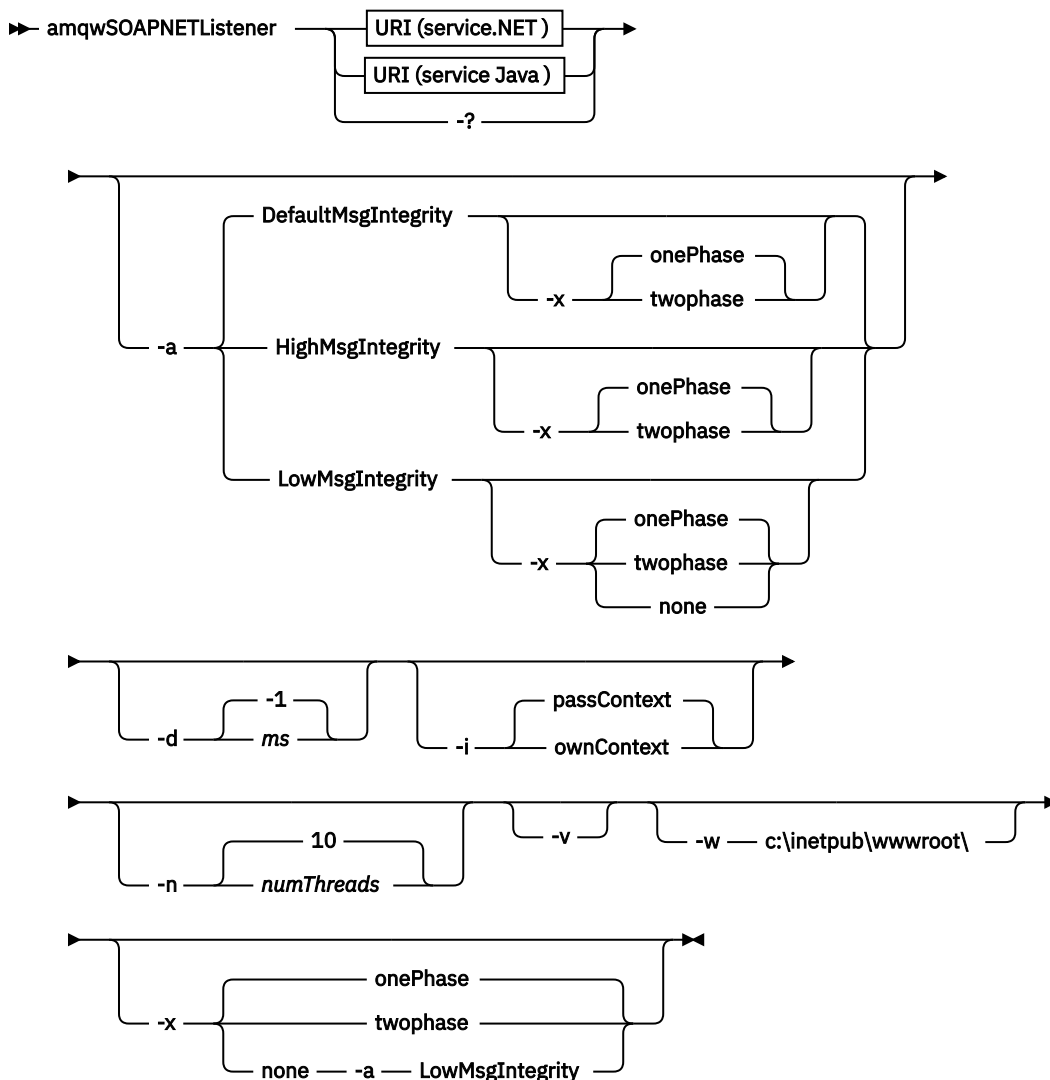 amqwSOAPNETListener URI (service.NET )
URI (service Java )
-?
DefaultMsgIntegrity
onePhase
-x twophase
-a HighMsgIntegrity
onePhase
-x twophase
LowMsgIntegrity
onePhase
-x twophase
none
-1
-d ms
passContext
-i ownContext
10
-n numThreads
-v
-w c:\inetpub\wwwroot\
onePhase
-x twophase
none -a LowMsgIntegrity